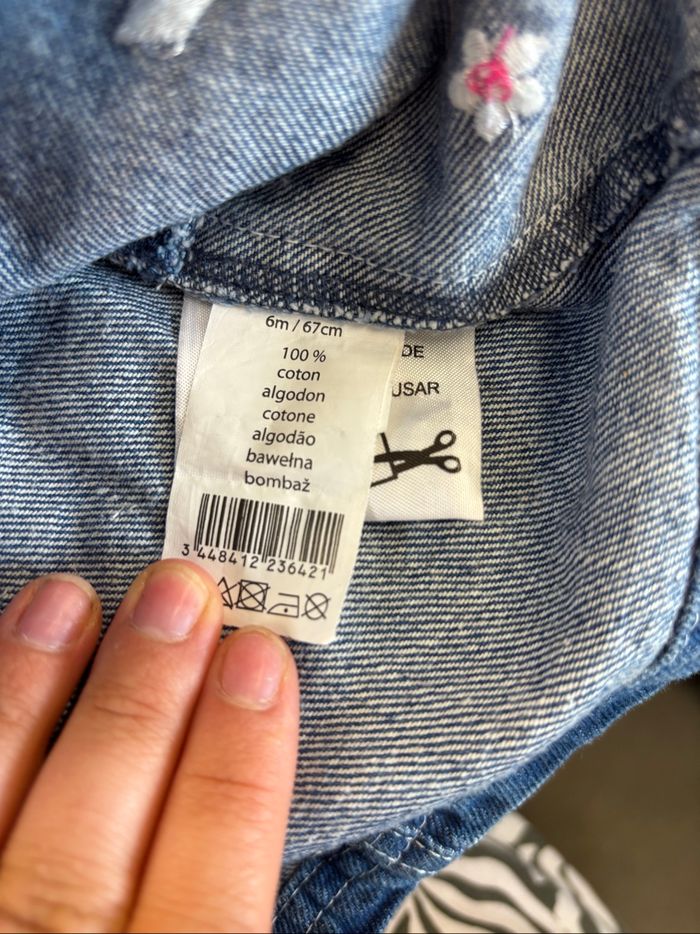 6m / 67cm
100 %
coton
algodon
cotone
algodão
bawełna
bombaž
3 448412 236421
DE
USAR